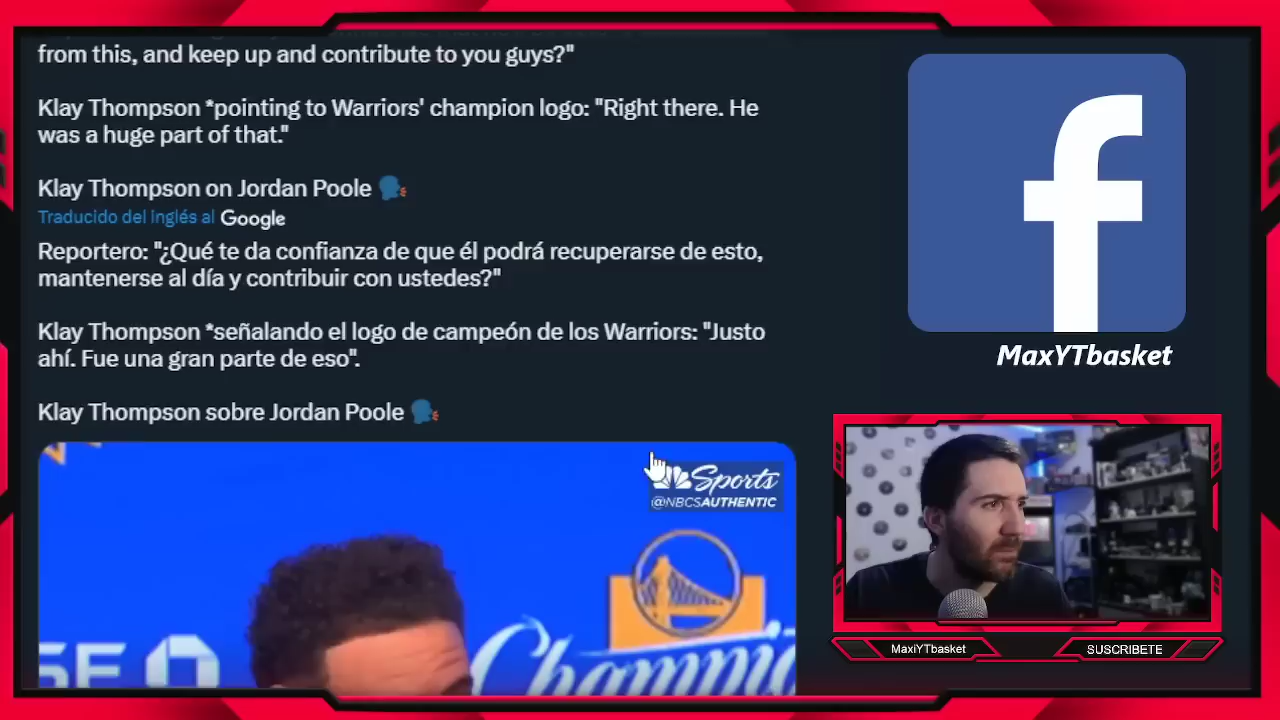 from this, and keep up and contribute to you guys?"
Klay Thompson *pointing to Warriors' champion logo: "Right there. He
was a huge part of that."
Klay Thompson on Jordan Poole
Traducido del inglés al Google
Reportero: "¿Qué te da confianza de que él podrá recuperarse de esto,
mantenerse al día y contribuir con ustedes?"
Klay Thompson *señalando el logo de campeón de los Warriors: "Justo
ahí. Fue una gran parte de eso".
Klay Thompson sobre Jordan Poole
Sports
@NBCSAUTHENTIC
SE
Champi
f
MaxYTbasket
MaxiYTbasket
SUSCRIBETE